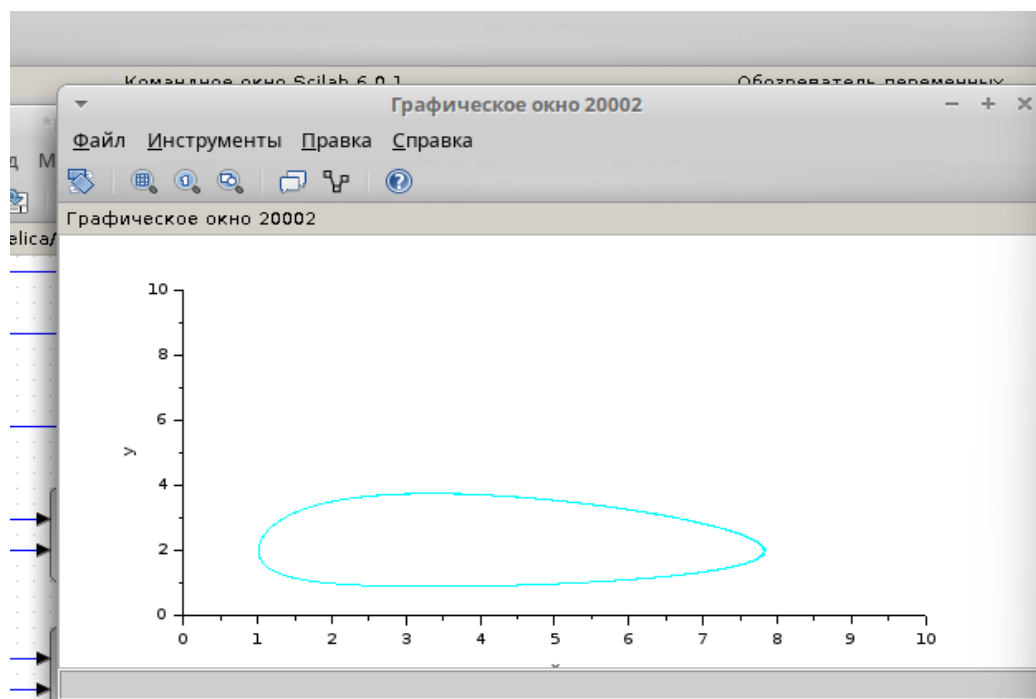 Командное окно Scilab 6.0.1
Обозреватель переменных
Графическое окно 20002
Файл Инструменты Правка Справка
д М
Графическое окно 20002
elica/
10
8
6
y
4
2
0
0 1 2 3 4 5 6 7 8 9 10